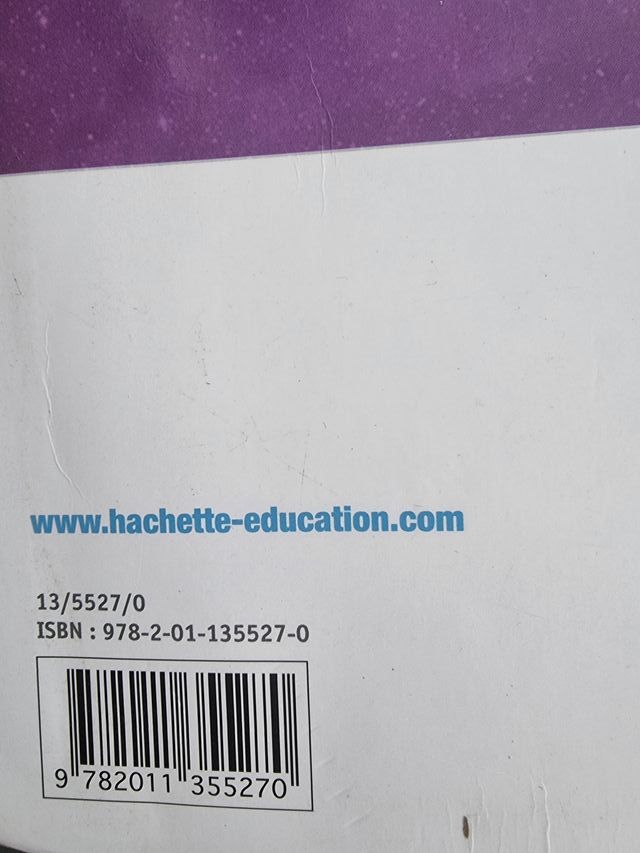 www.hachette-education.com
13/5527/0
ISBN : 978-2-01-135527-0
9 782011 355270